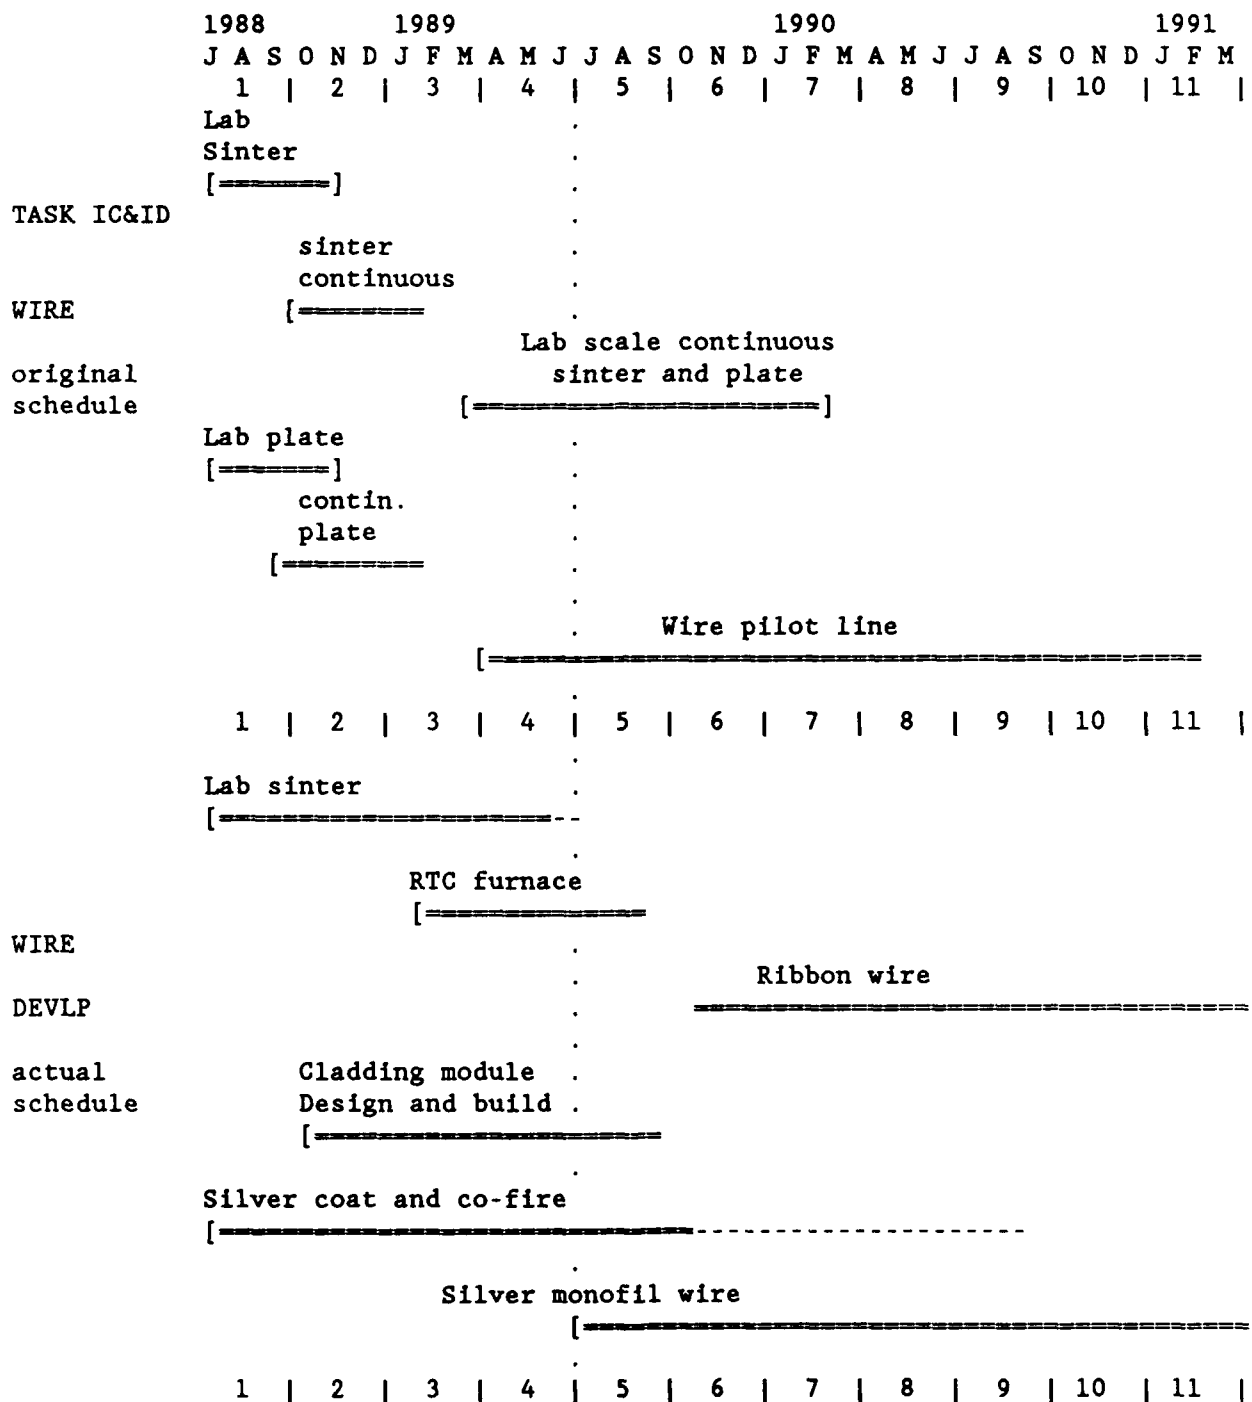 1988 1989 1990 1991
J A S O N D J F M A M J J A S O N D J F M A M J J A S O N D J F M
1 | 2 | 3 | 4 | 5 | 6 | 7 | 8 | 9 | 10 | 11 |
Lab
Sinter
[=======]
TASK IC&ID
sinter
continuous
WIRE [========
Lab scale continuous
original sinter and plate
schedule [======================]
Lab plate
[=======]
contin.
plate
[=========
Wire pilot line
[=============================================
1 | 2 | 3 | 4 | 5 | 6 | 7 | 8 | 9 | 10 | 11 |
Lab sinter
[=====================--
RTC furnace
[==============
WIRE
Ribbon wire
DEVLP ===================================
actual Cladding module
schedule Design and build
[======================
Silver coat and co-fire
[==============================---------------------
Silver monofil wire
[==========================================
1 | 2 | 3 | 4 | 5 | 6 | 7 | 8 | 9 | 10 | 11 |